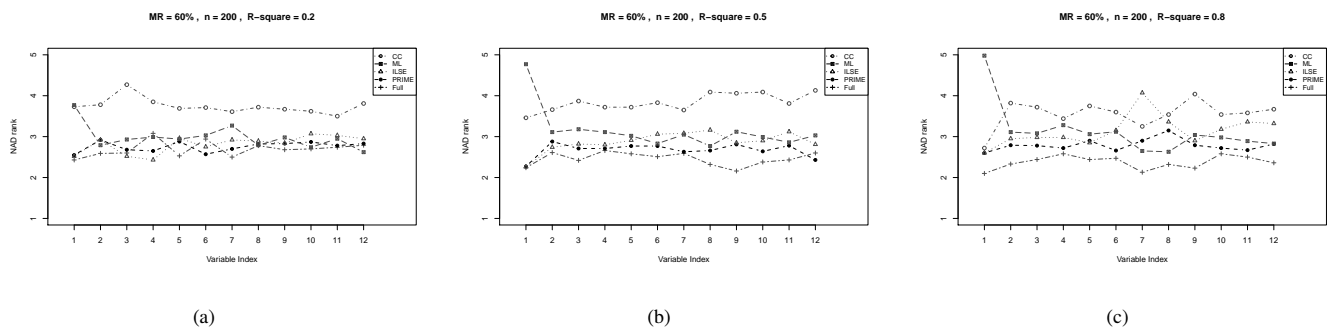 MR = 60% , n = 200 , R−square = 0.2
NAD rank
5
4
3
2
1
CC
ML
ILSE
PRIME
Full
1 2 3 4 5 6 7 8 9 10 11 12
Variable Index
(a)
MR = 60% , n = 200 , R−square = 0.5
NAD rank
5
4
3
2
1
CC
ML
ILSE
PRIME
Full
1 2 3 4 5 6 7 8 9 10 11 12
Variable Index
(b)
MR = 60% , n = 200 , R−square = 0.8
NAD rank
5
4
3
2
1
CC
ML
ILSE
PRIME
Full
1 2 3 4 5 6 7 8 9 10 11 12
Variable Index
(c)